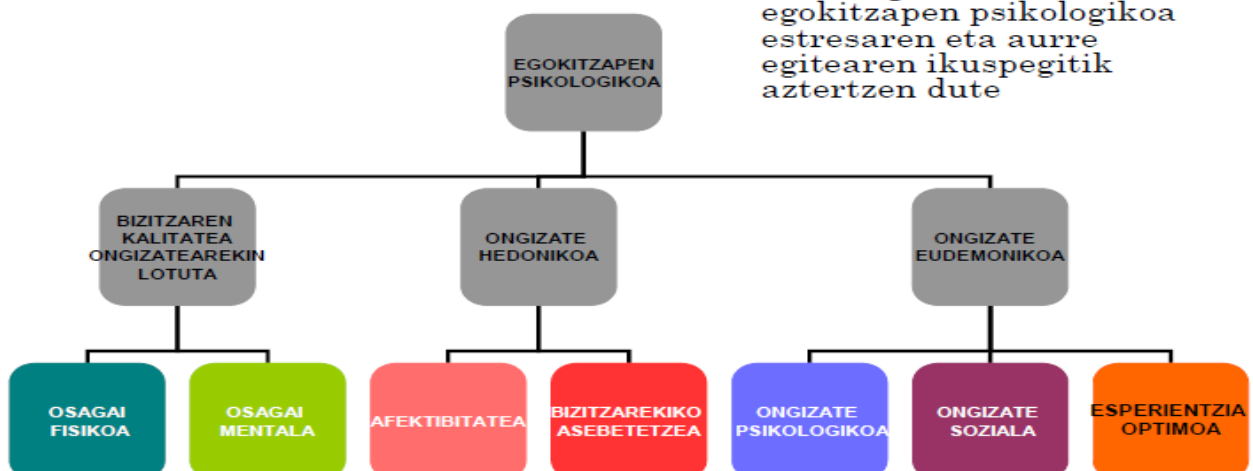 egokitzapen psikologikoa
estresaren eta aurre
egitearen ikuspegitik
aztertzen dute
EGOKITZAPEN
PSIKOLOGIKOA
BIZITZAREN
KALITATEA
ONGIZATEAREKIN
LOTUTA
ONGIZATE
HEDONIKOA
ONGIZATE
EUDEMONIKOA
OSAGAI
FISIKOA
OSAGAI
MENTALA
AFEKTIBITATEA
BIZITZAREKIKO
ASEBETETZEA
ONGIZATE
PSIKOLOGIKOA
ONGIZATE
SOZIALA
ESPERIENTZIA
OPTIMOA